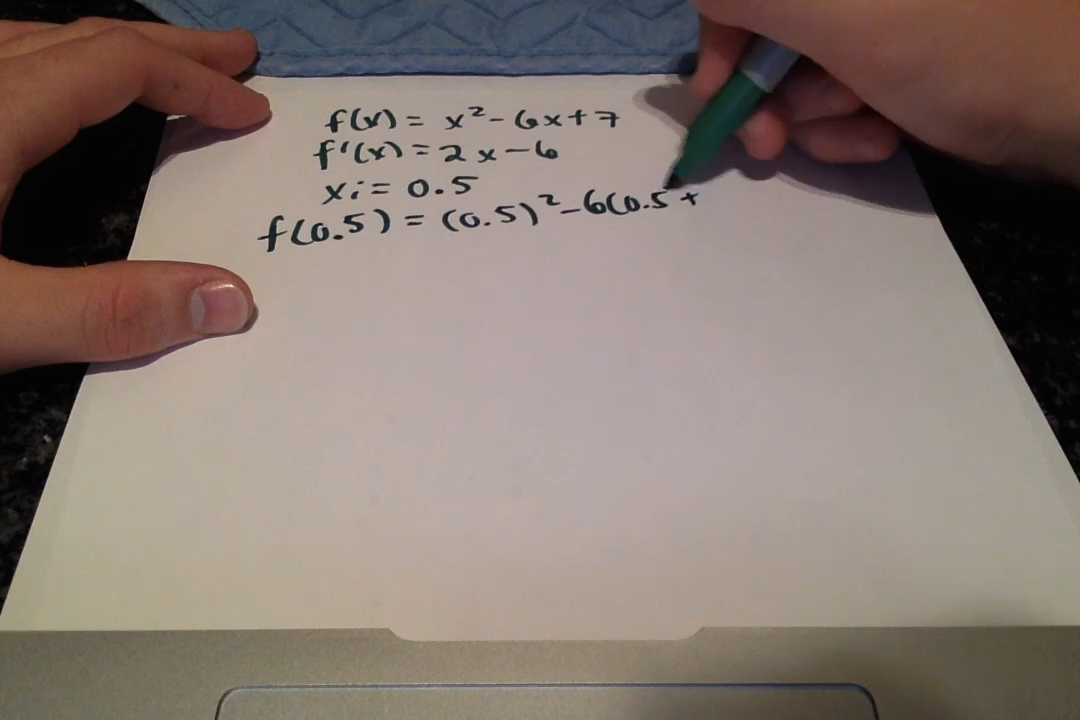 f(x) = x² - 6x + 7
f'(x) = 2x - 6
xi = 0.5
f(0.5) = (0.5)² - 6(0.5 +